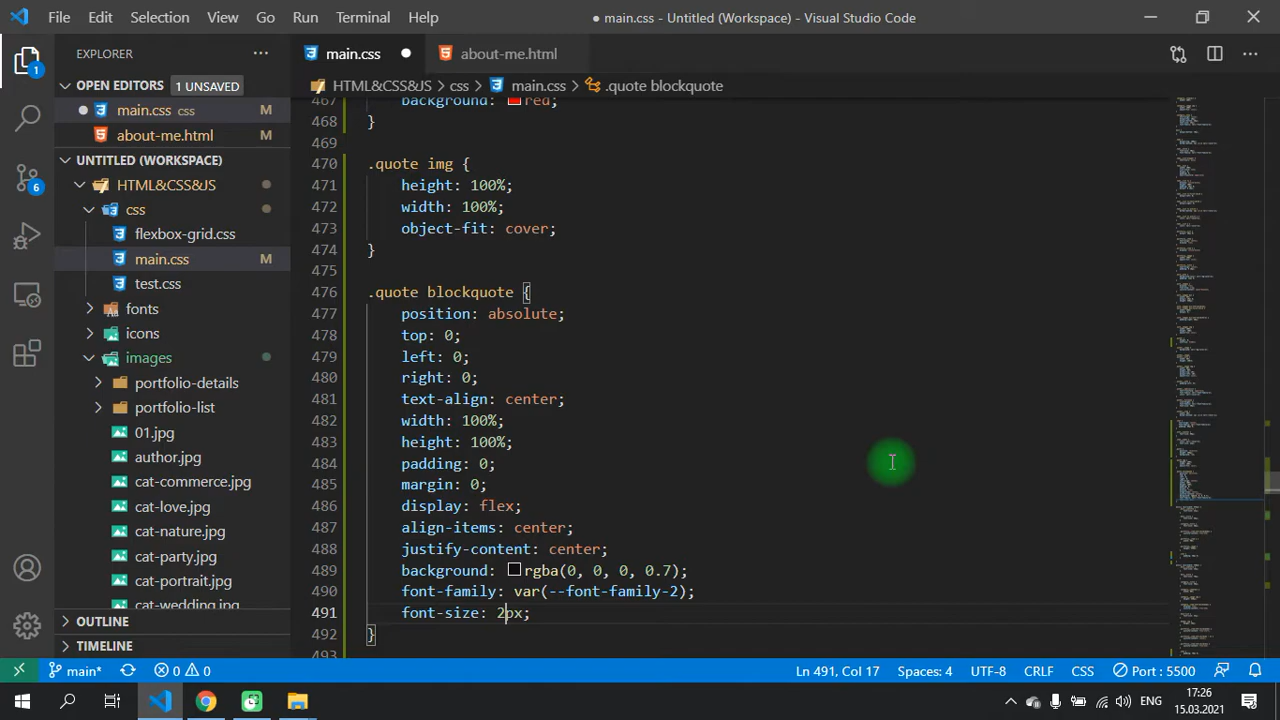 File Edit Selection View Go Run Terminal Help
● main.css - Untitled (Workspace) - Visual Studio Code
EXPLORER
main.css
about-me.html
OPEN EDITORS 1 UNSAVED
HTML&CSS&JS > css > main.css > .quote blockquote
main.css css M
about-me.html M
UNTITLED (WORKSPACE)
HTML&CSS&JS
css
flexbox-grid.css
main.css M
test.css
fonts
icons
images
portfolio-details
portfolio-list
01.jpg
author.jpg
cat-commerce.jpg
cat-love.jpg
cat-nature.jpg
cat-party.jpg
cat-portrait.jpg
cat-wedding.jpg
OUTLINE
TIMELINE
1
6
467 background: red;
468 }
469
470 .quote img {
471 height: 100%;
472 width: 100%;
473 object-fit: cover;
474 }
475
476 .quote blockquote {
477 position: absolute;
478 top: 0;
479 left: 0;
480 right: 0;
481 text-align: center;
482 width: 100%;
483 height: 100%;
484 padding: 0;
485 margin: 0;
486 display: flex;
487 align-items: center;
488 justify-content: center;
489 background: rgba(0, 0, 0, 0.7);
490 font-family: var(--font-family-2);
491 font-size: 2px;
492 }
493
main* 0 0 Ln 491, Col 17 Spaces: 4 UTF-8 CRLF CSS Port : 5500
ENG 17:26
15.03.2021